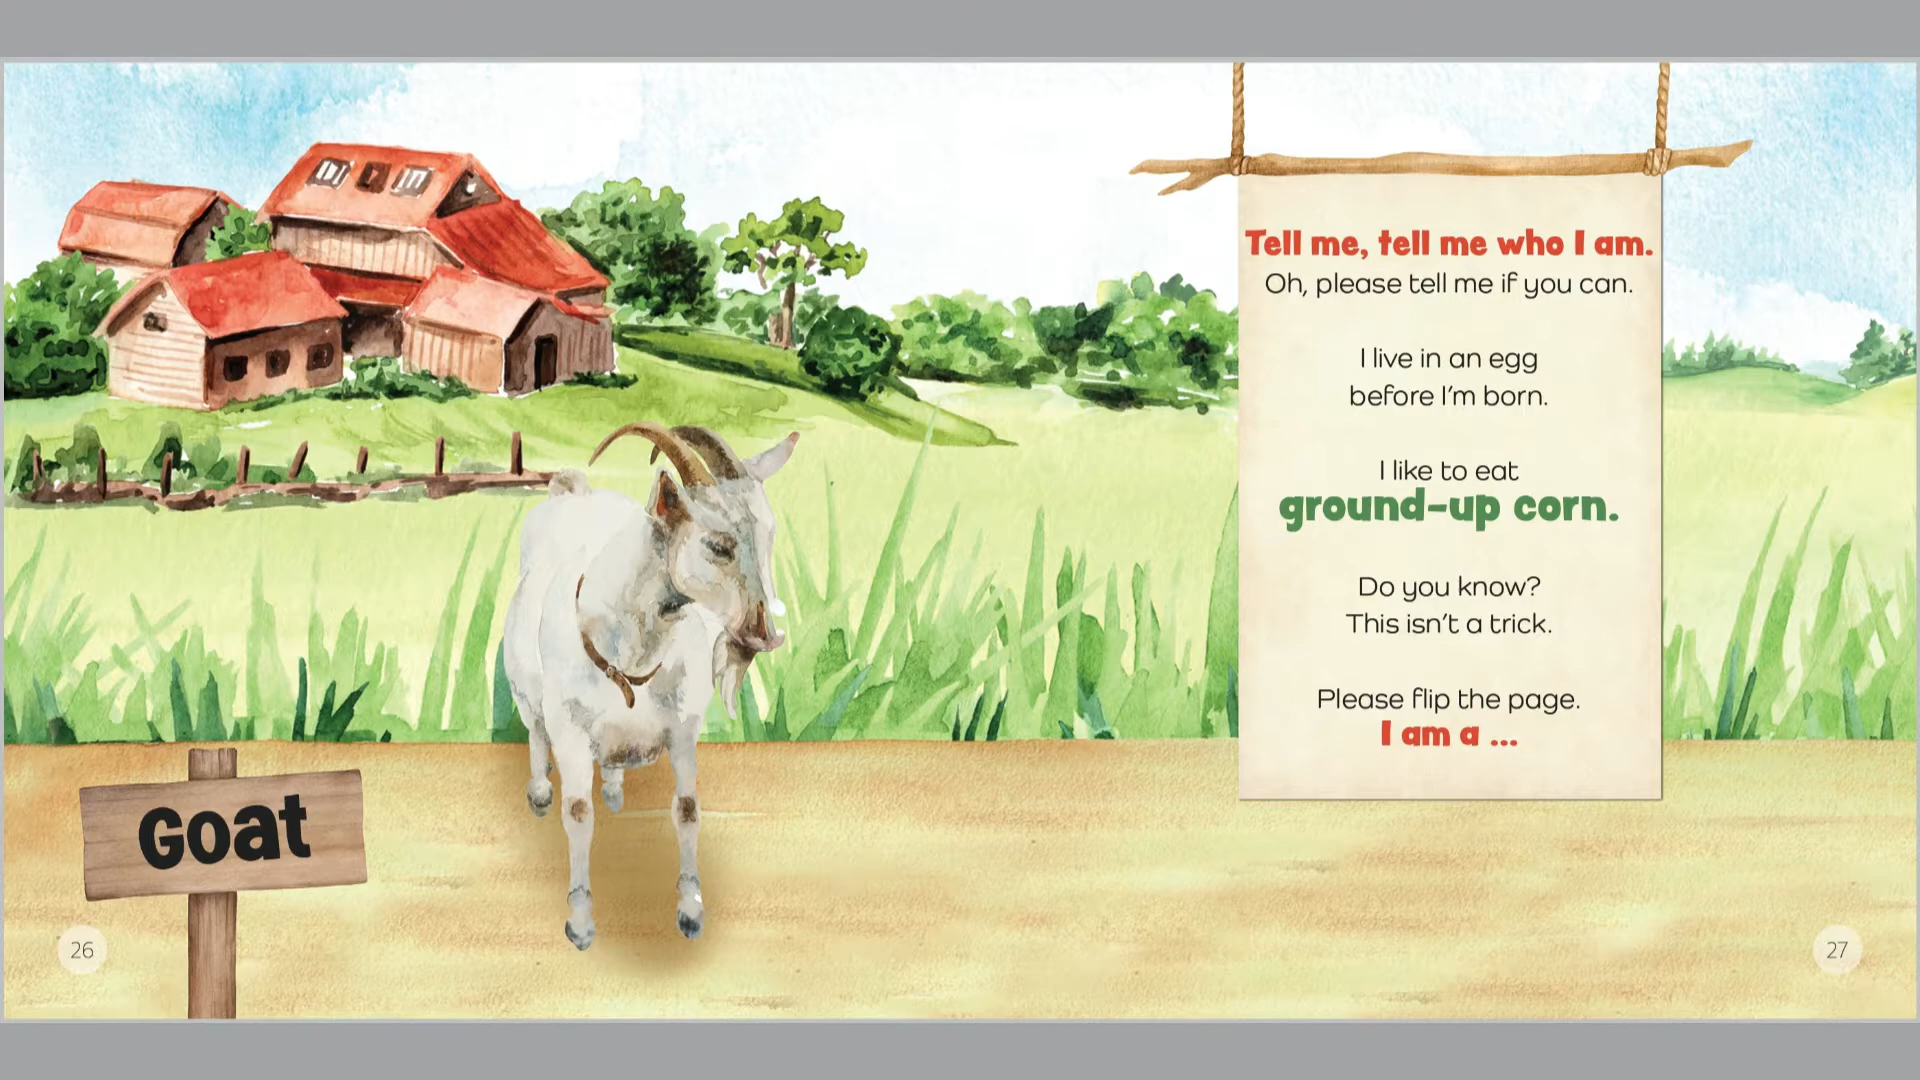 Goat
26
Tell me, tell me who I am.
Oh, please tell me if you can.
I live in an egg
before I'm born.
I like to eat
ground-up corn.
Do you know?
This isn't a trick.
Please flip the page.
I am a ...
27